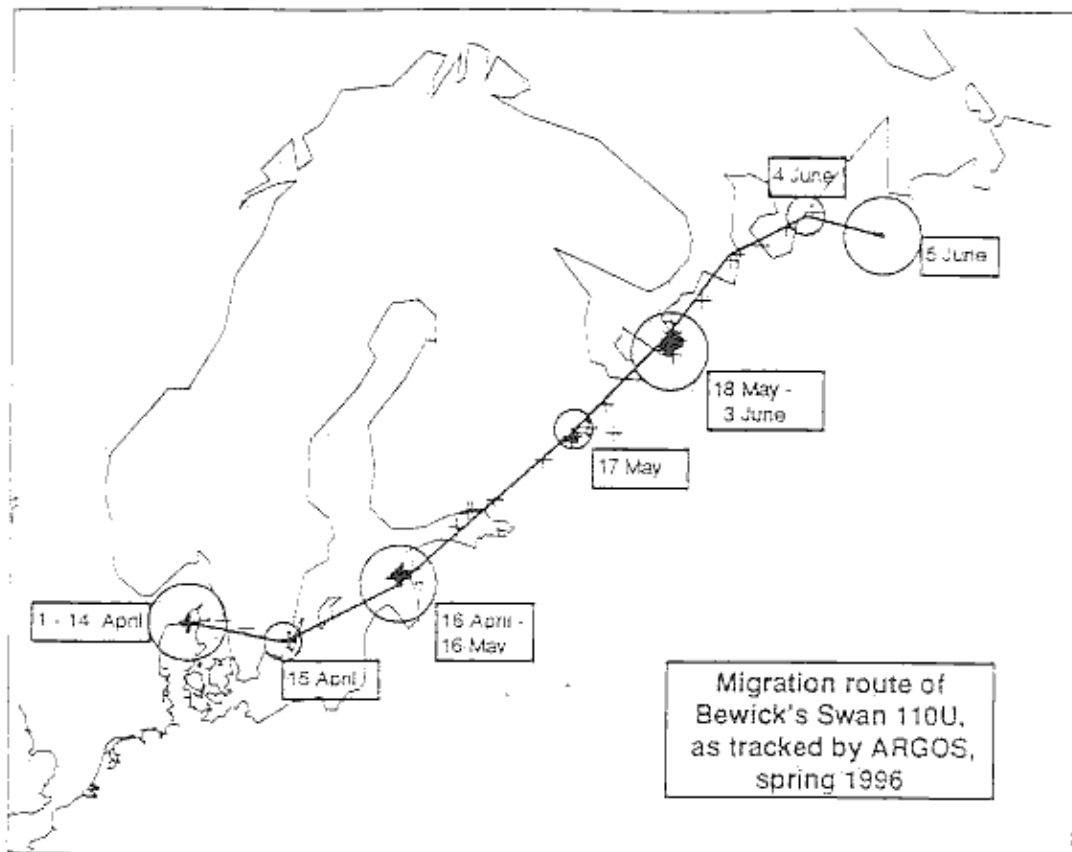 4 June
5 June
18 May -
3 June
17 May
1 - 14 April
16 April -
16 May
15 April
Migration route of
Bewick's Swan 110U,
as tracked by ARGOS,
spring 1996